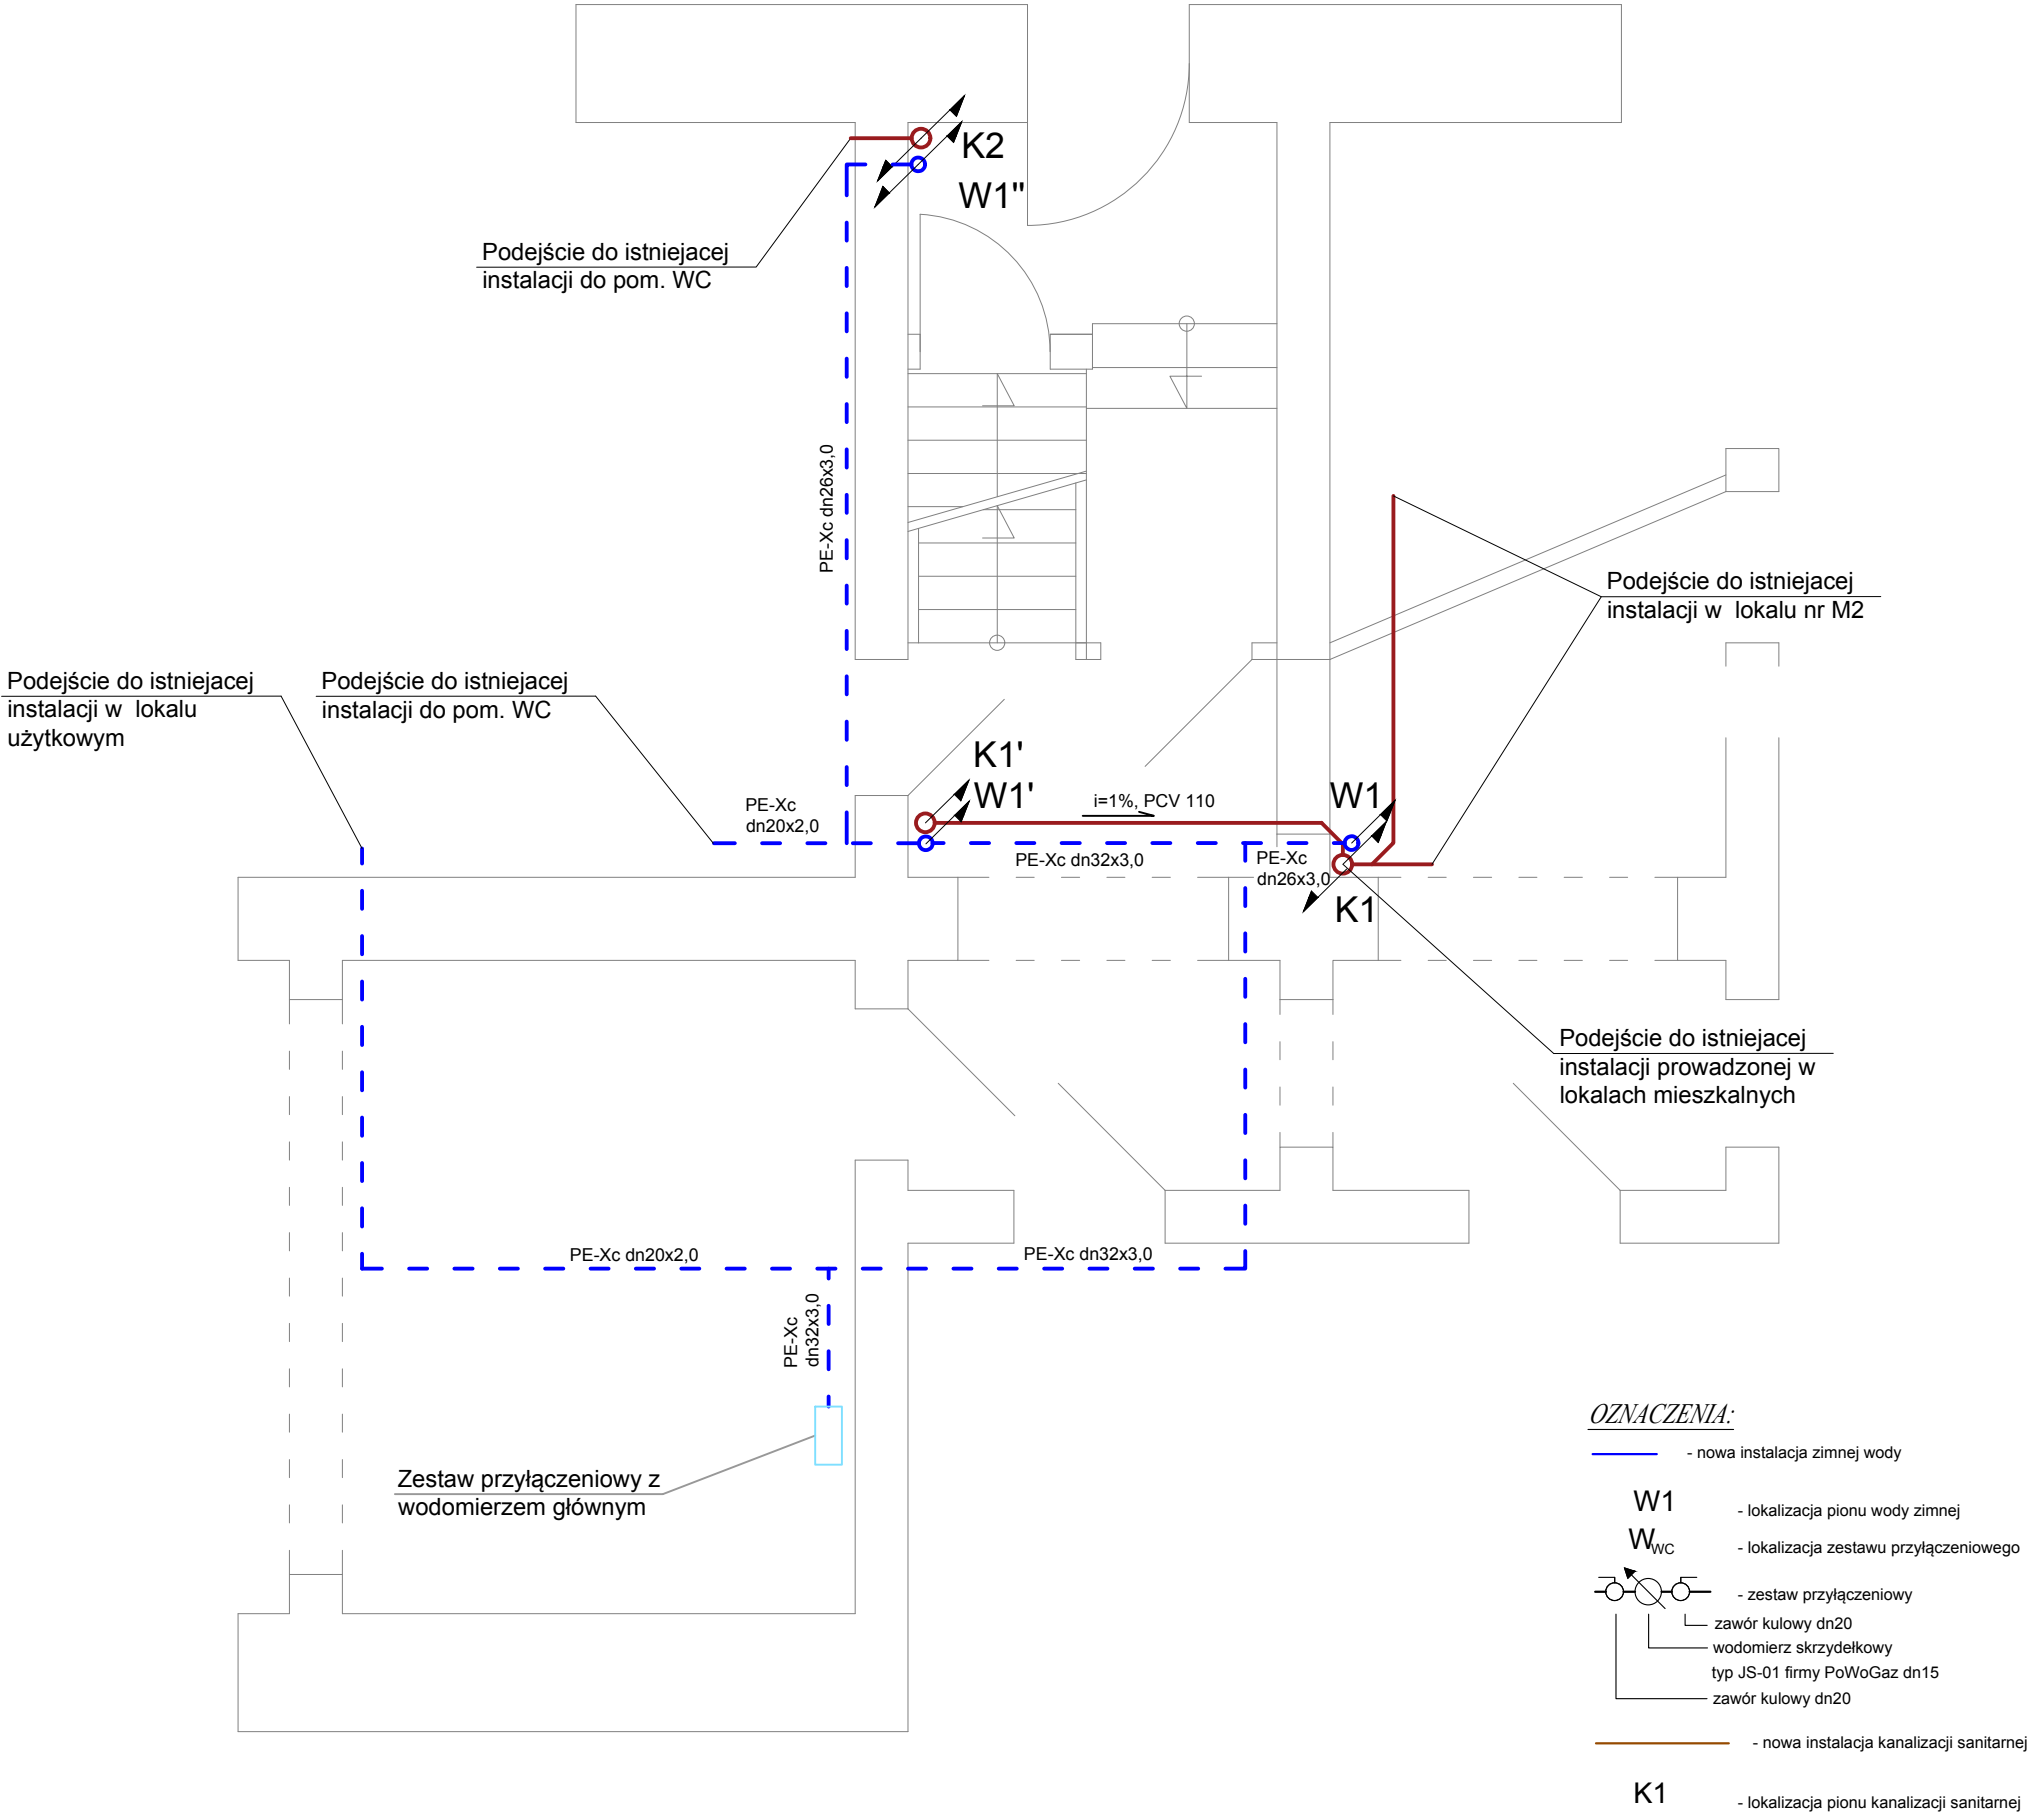 K2
W1"
Podejście do istniejacej
instalacji do pom. WC
PE-Xc dn26x3,0
Podejście do istniejacej
instalacji w lokalu nr M2
Podejście do istniejacej
instalacji w lokalu
użytkowym
Podejście do istniejacej
instalacji do pom. WC
K1'
W1'
W1
PE-Xc
dn20x2,0
i=1%, PCV 110
PE-Xc dn32x3,0
PE-Xc
dn26x3,0
K1
Podejście do istniejacej
instalacji prowadzonej w
lokalach mieszkalnych
PE-Xc dn20x2,0
PE-Xc dn32x3,0
PE-Xc
dn32x3,0
Zestaw przyłączeniowy z
wodomierzem głównym
OZNACZENIA:
- nowa instalacja zimnej wody
W1 - lokalizacja pionu wody zimnej
WWC - lokalizacja zestawu przyłączeniowego
- zestaw przyłączeniowy
zawór kulowy dn20
wodomierz skrzydełkowy
typ JS-01 firmy PoWoGaz dn15
zawór kulowy dn20
- nowa instalacja kanalizacji sanitarnej
K1 - lokalizacja pionu kanalizacji sanitarnej